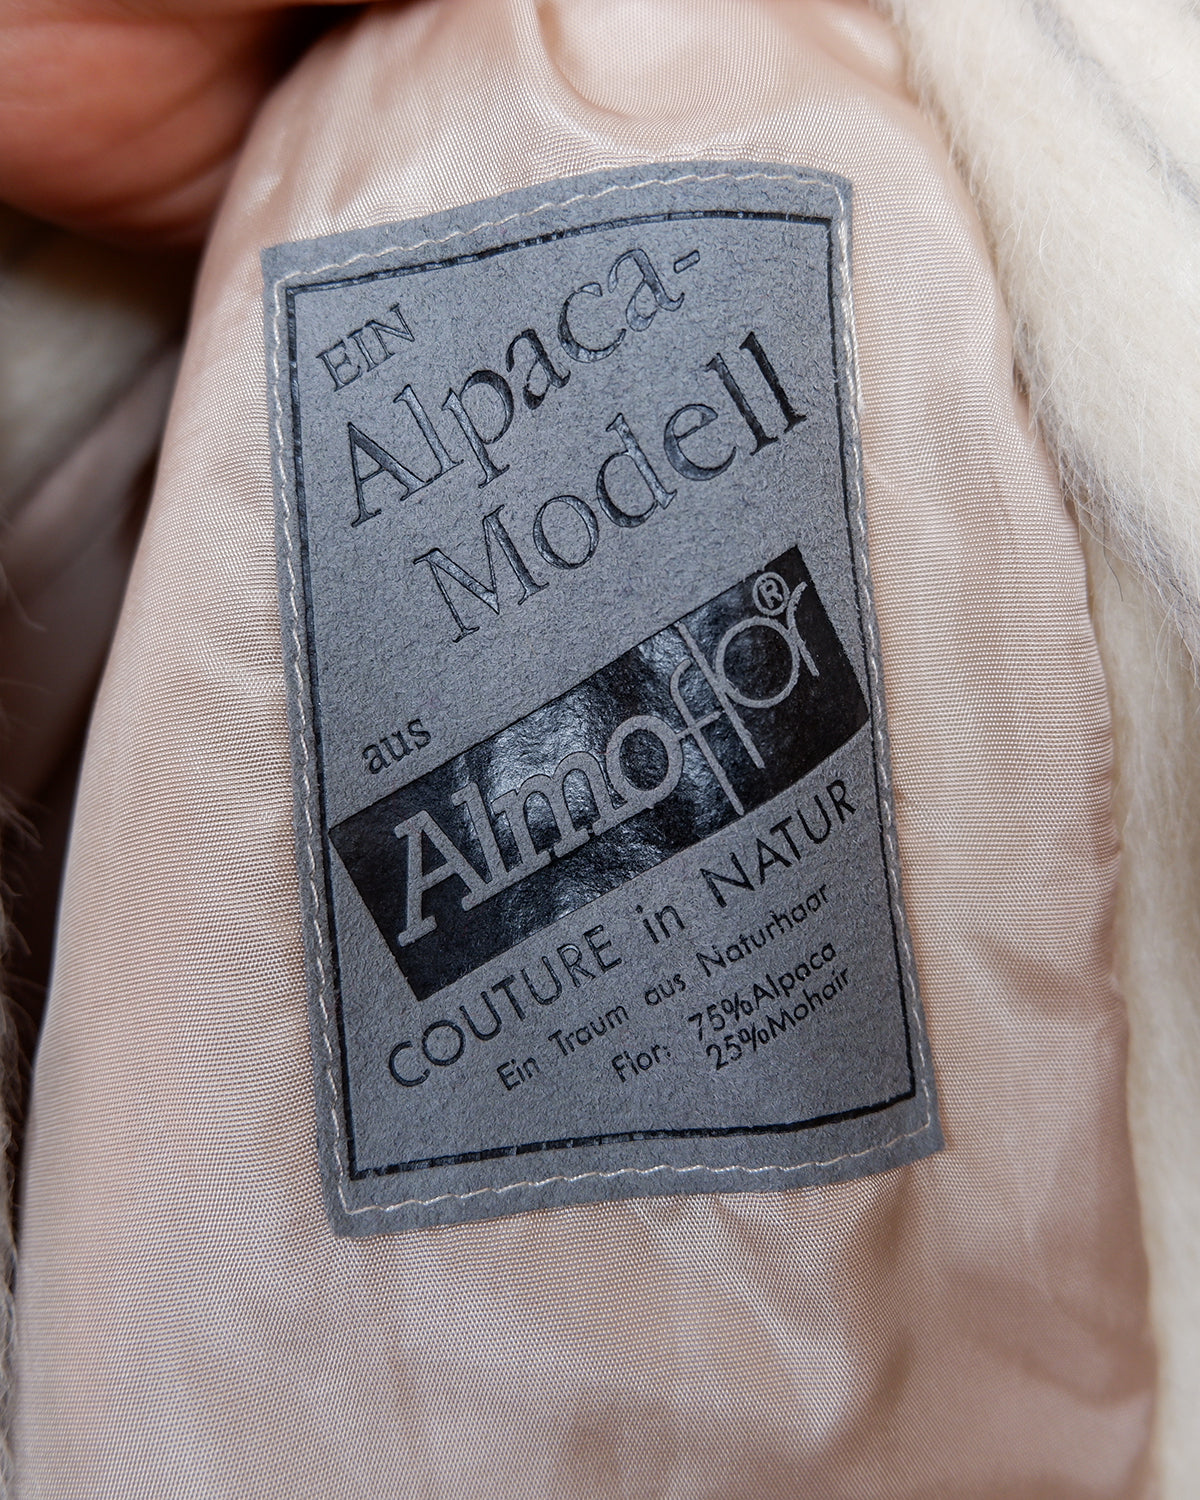 EIN
Alpaca-
Modell
aus
Almoflor®
COUTURE in NATUR
Ein Traum aus Naturhaar
Flor: 75%Alpaca
25%Mohair